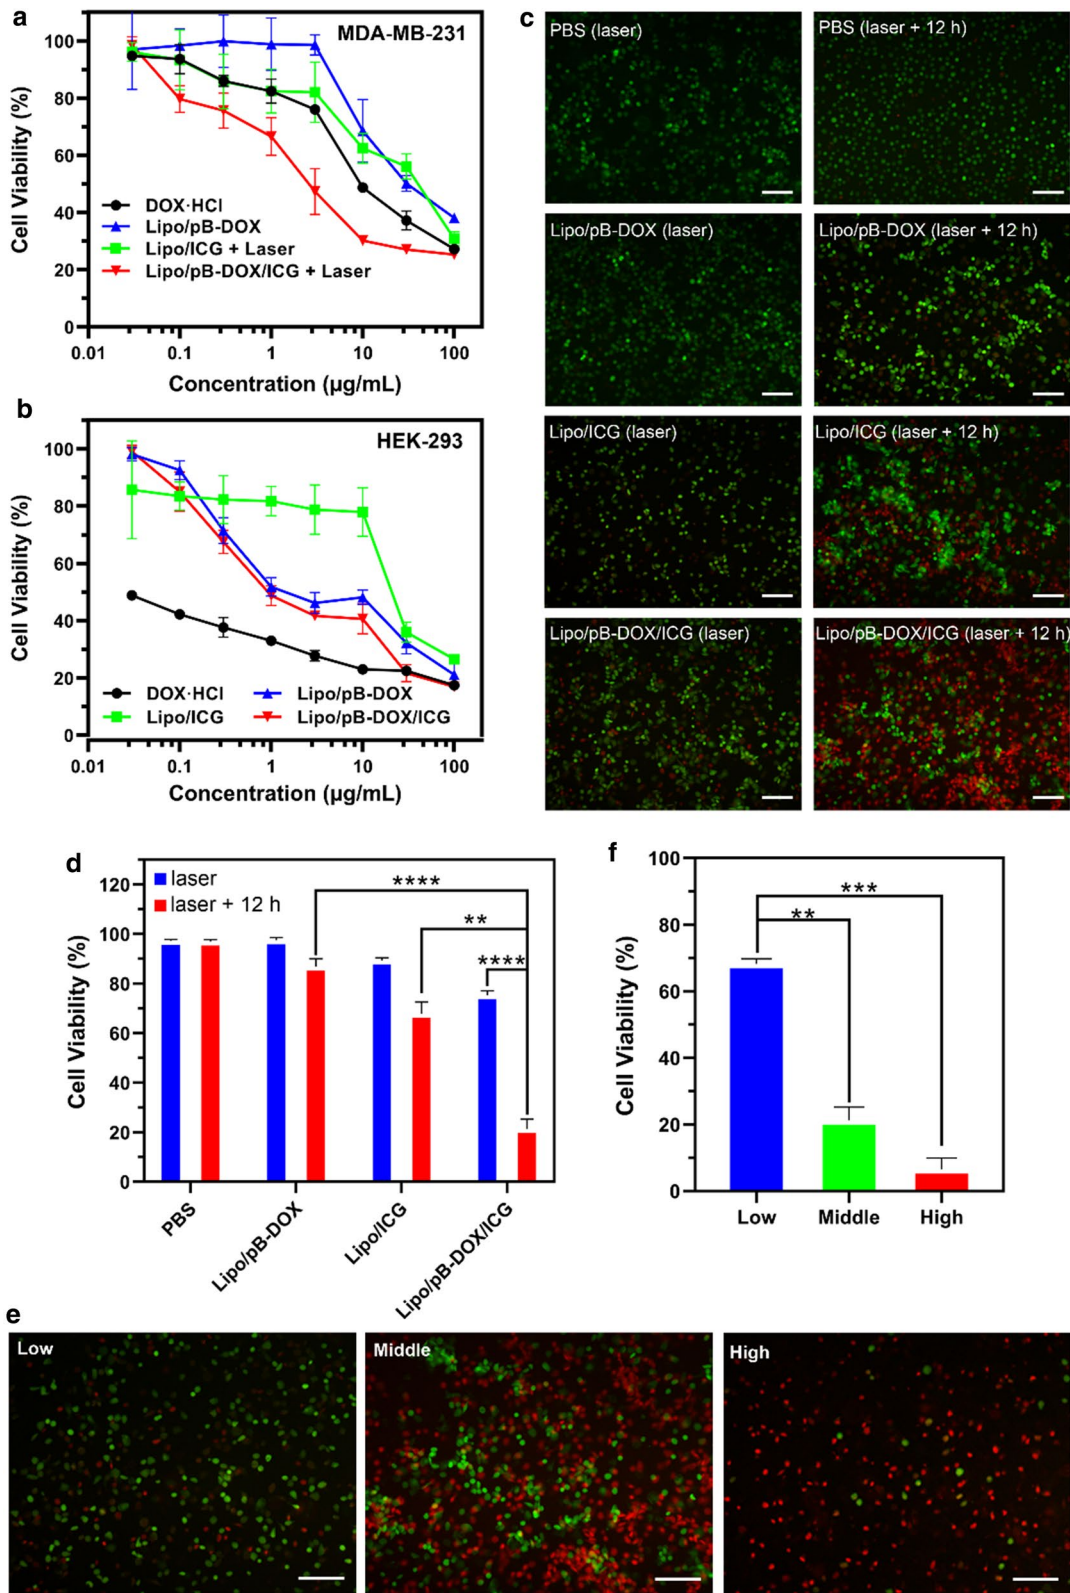 a
MDA-MB-231
100
80
60
40
20
0
Cell Viability (%)
DOX·HCl
Lipo/pB-DOX
Lipo/ICG + Laser
Lipo/pB-DOX/ICG + Laser
0.01 0.1 1 10 100
Concentration (µg/mL)
b
HEK-293
100
80
60
40
20
0
Cell Viability (%)
DOX·HCl Lipo/pB-DOX
Lipo/ICG Lipo/pB-DOX/ICG
0.01 0.1 1 10 100
Concentration (µg/mL)
c
PBS (laser)
PBS (laser + 12 h)
Lipo/pB-DOX (laser)
Lipo/pB-DOX (laser + 12 h)
Lipo/ICG (laser)
Lipo/ICG (laser + 12 h)
Lipo/pB-DOX/ICG (laser)
Lipo/pB-DOX/ICG (laser + 12 h)
d
laser
laser + 12 h
****
**
****
120
100
80
60
40
20
0
Cell Viability (%)
PBS
Lipo/pB-DOX
Lipo/ICG
Lipo/pB-DOX/ICG
f
100
80
60
40
20
0
Cell Viability (%)
***
**
Low Middle High
e
Low
Middle
High